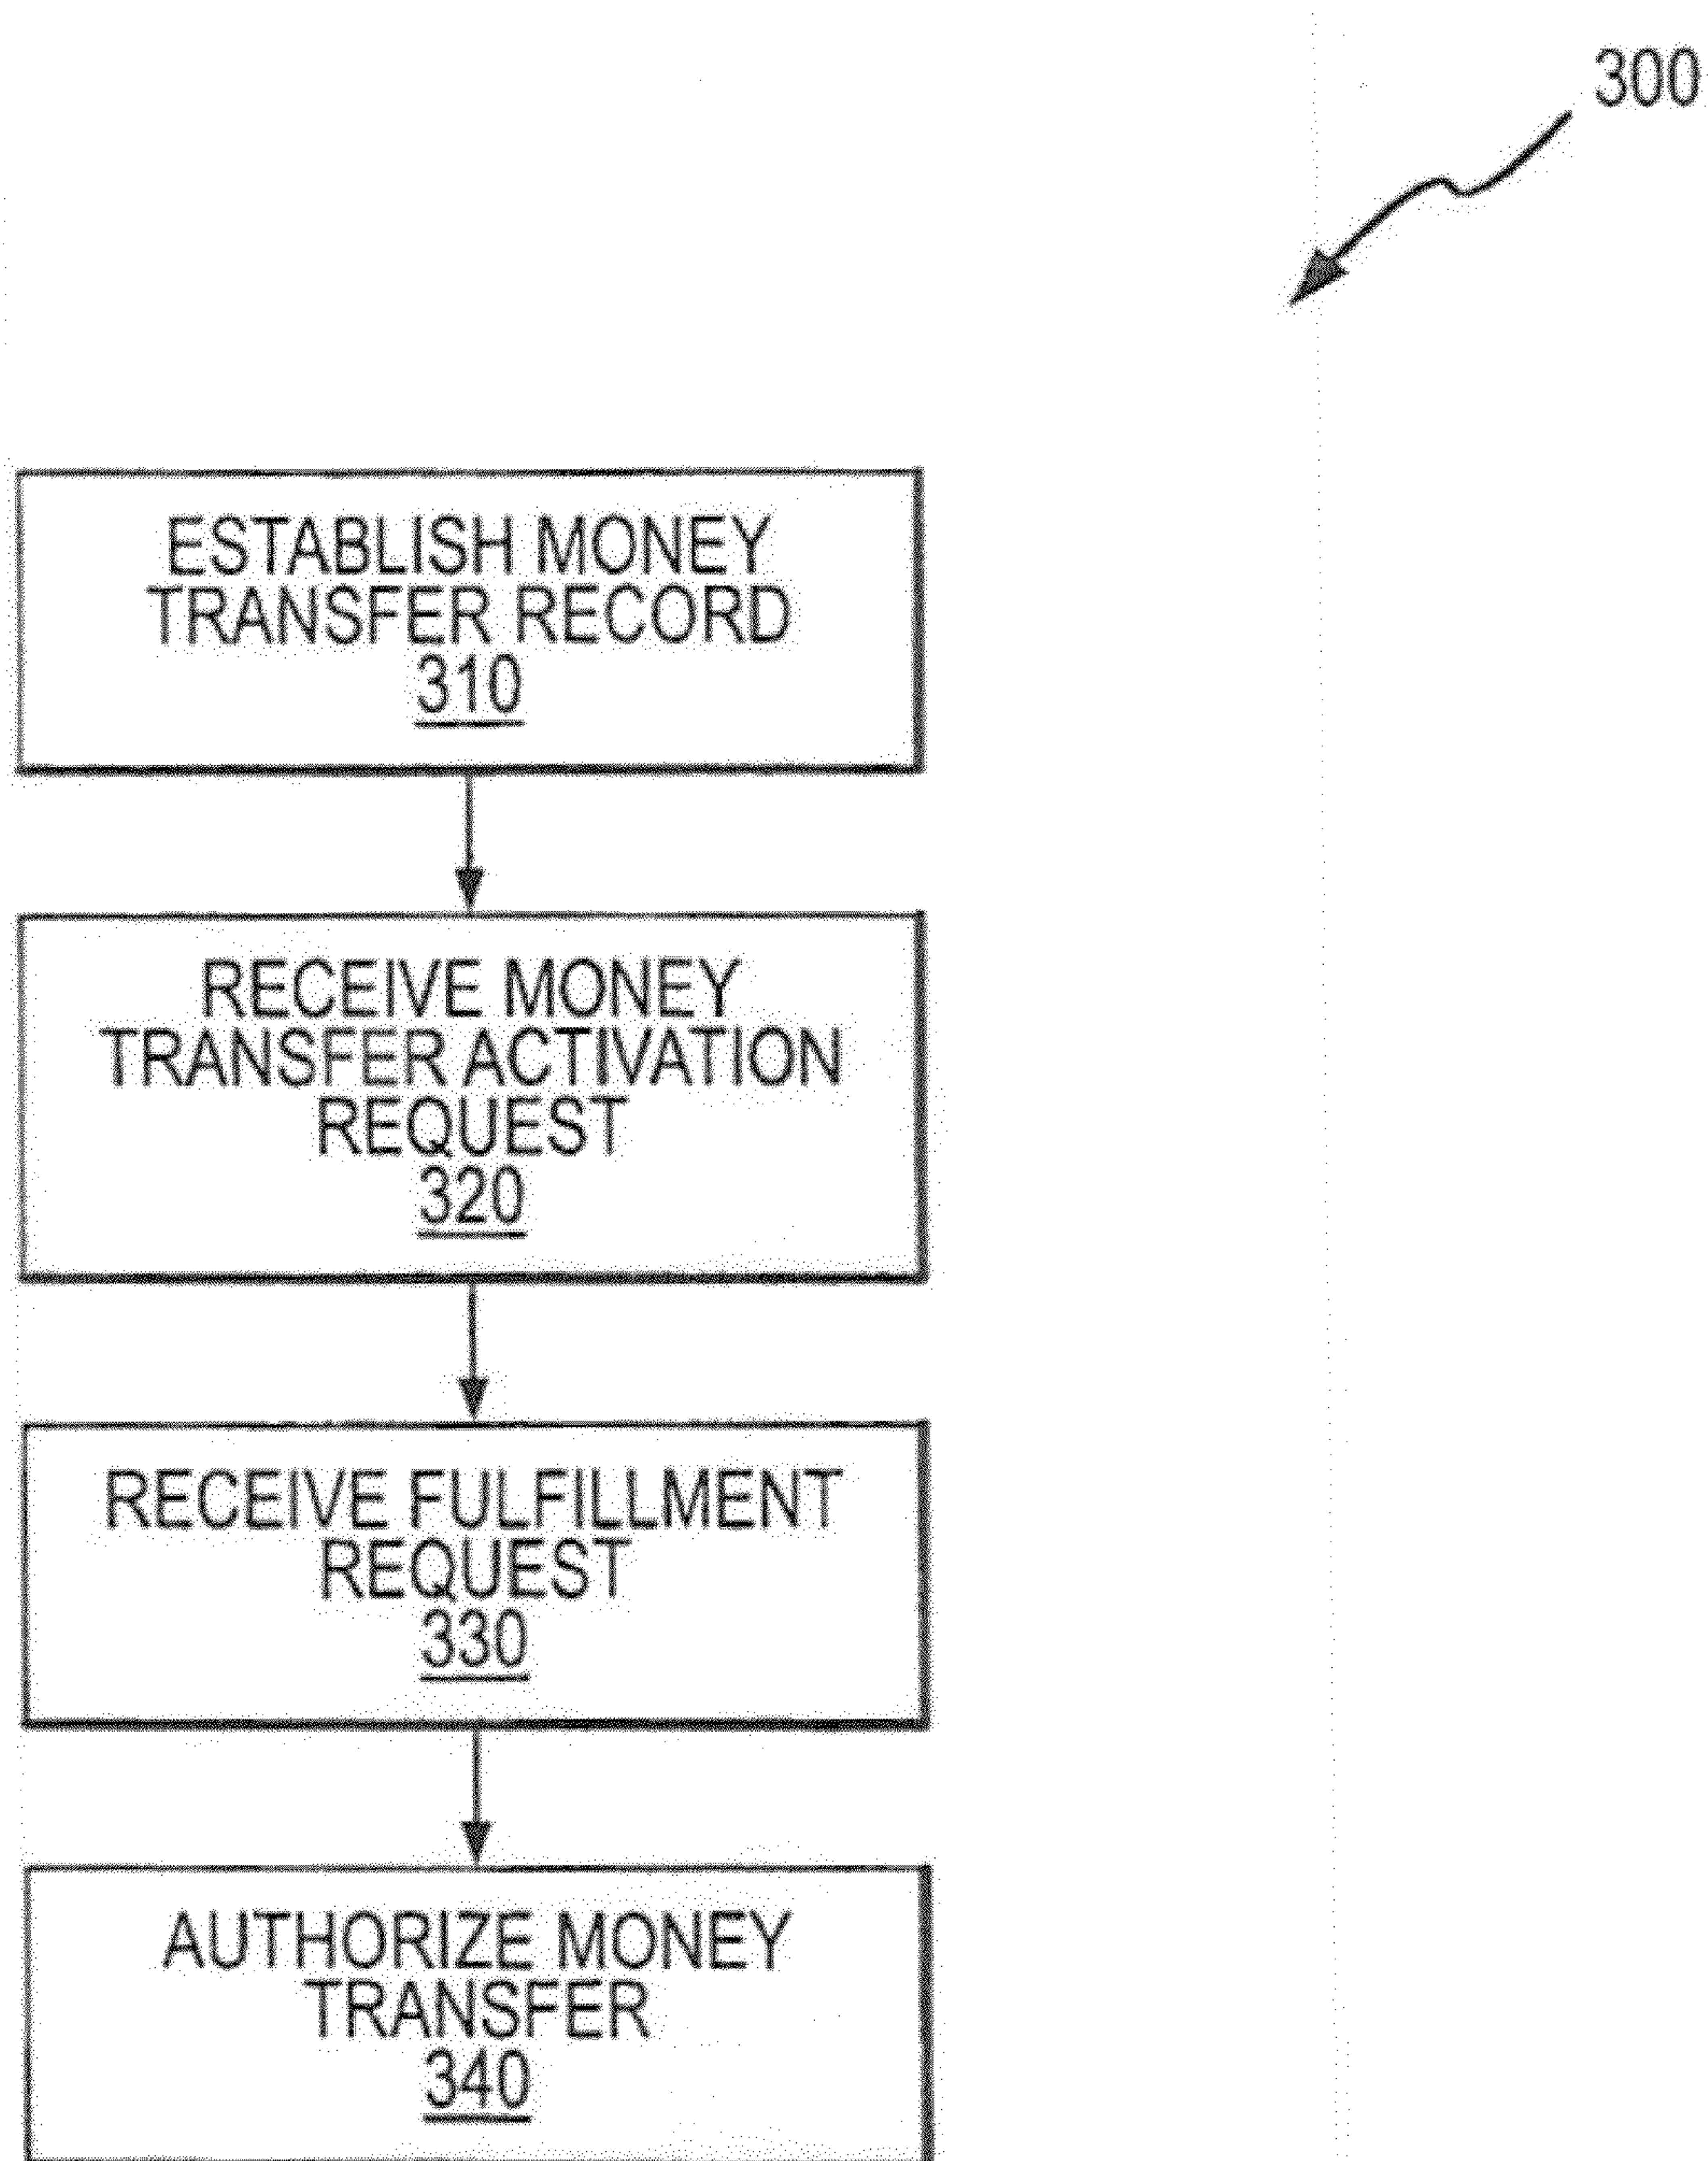 300
ESTABLISH MONEY
TRANSFER RECORD
310
RECEIVE MONEY
TRANSFER ACTIVATION
REQUEST
320
RECEIVE FULFILLMENT
REQUEST
330
AUTHORIZE MONEY
TRANSFER
340